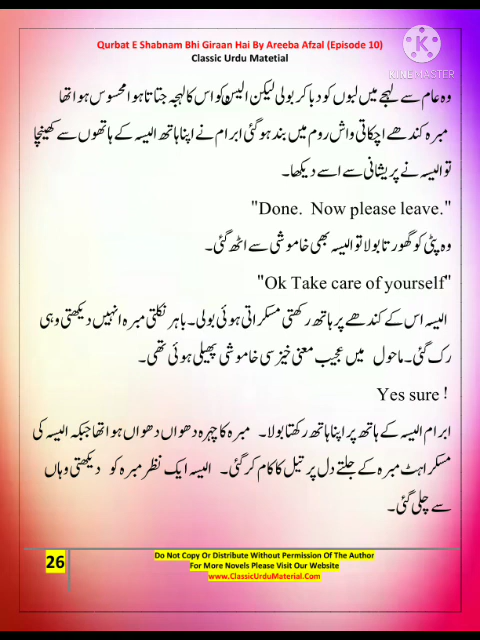 Qurbat E Shabnam Bhi Giraan Hai By Areeba Afzal (Episode 10)
Classic Urdu Matetial
KINEMASTER
وہ عام سے لہجے میں لبوں کو دبا کر بولی لیکن الیس کو اس کا لہجہ جتاتا ہوا محسوس ہوا تھا
مبرہ کندھے اچکاتی واش روم میں بند ہو گئی ابرام نے اپنا ہاتھ الیسہ کے ہاتھوں سے کھینچا
تو الیسہ نے پریشانی سے اسے دیکھا۔
"Done. Now please leave."
وہ پٹی کو گھورتا بولا تو الیسہ بھی خاموشی سے اٹھ گئی۔
"Ok Take care of yourself"
الیسہ اس کے کندھے پر ہاتھ رکھتی مسکراتی ہوئی بولی۔ باہر نکلتی مبرہ انہیں دیکھتی وہی
رک گئی۔ ماحول میں عجیب معنی خیز سی خاموشی پھیلی ہوئی تھی۔
Yes sure !
ابرام الیسہ کے ہاتھ پر اپنا ہاتھ رکھتا بولا۔ مبرہ کا چہرہ دھواں دھواں ہوا تھا جبکہ الیسہ کی
مسکراہٹ مبرہ کے جلتے دل پر تیل کا کام کر گئی۔ الیسہ ایک نظر مبرہ کو دیکھتی وہاں
سے چلی گئی۔
26
Do Not Copy Or Distribute Without Permission Of The Author
For More Novels Please Visit Our Website
www.ClassicUrduMaterial.Com